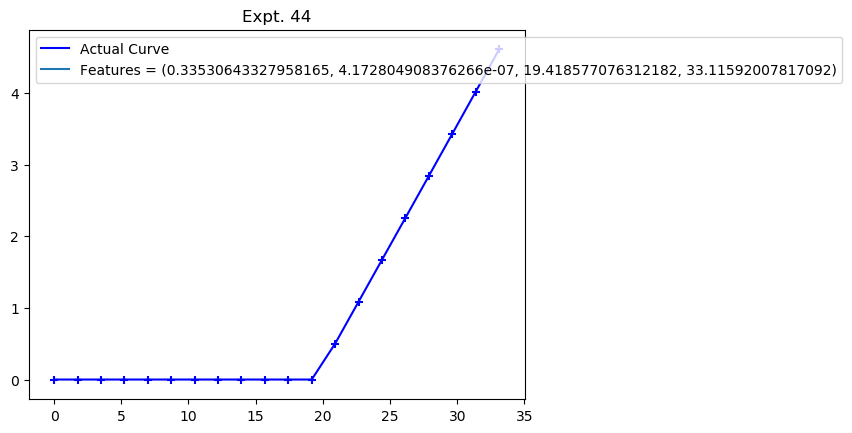 Expt. 44
Actual Curve
Features = (0.33530643327958165, 4.172804908376266e-07, 19.418577076312182, 33.11592007817092)
4
3
2
1
0
0 5 10 15 20 25 30 35